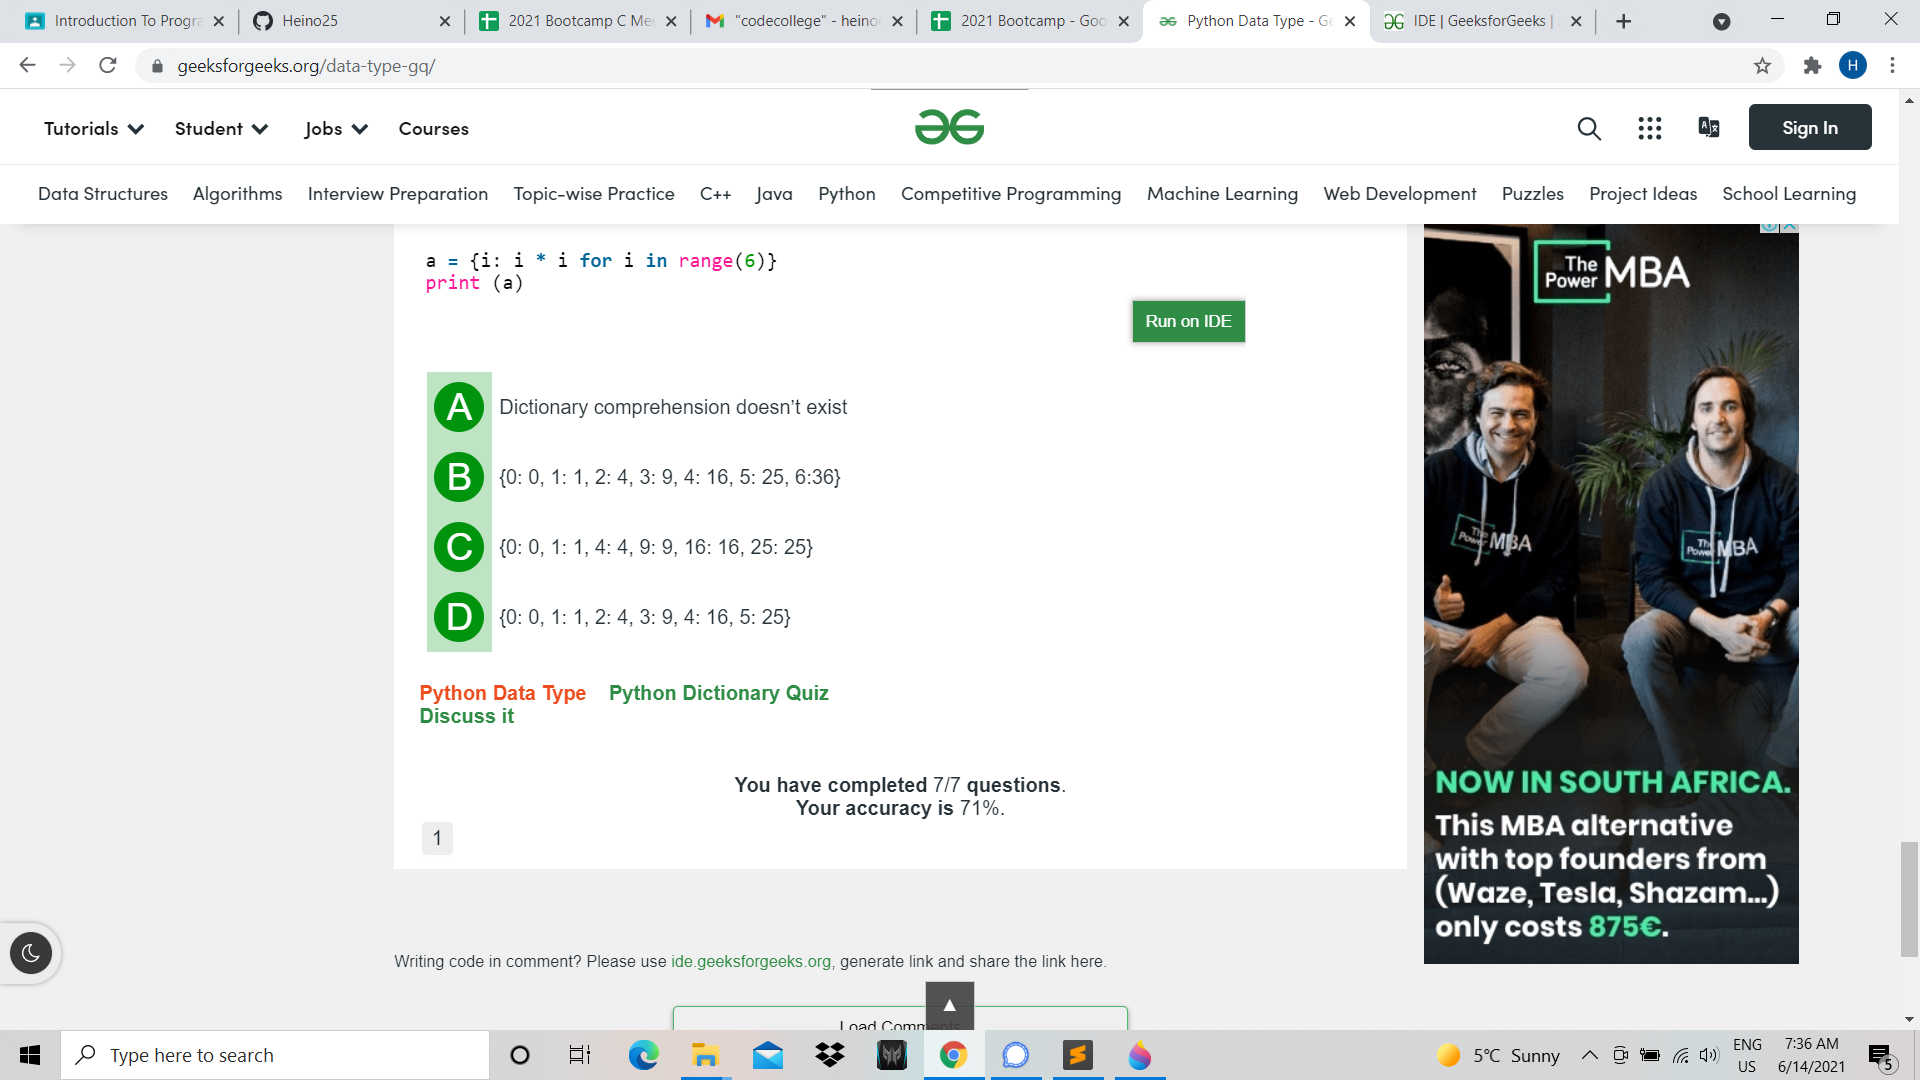 Introduction To Progra
Heino25
2021 Bootcamp C Mee
"codecollege" - heino
2021 Bootcamp - Goo
Python Data Type - Ge
IDE | GeeksforGeeks |
geeksforgeeks.org/data-type-gq/
H
Tutorials
Student
Jobs
Courses
Sign In
Data Structures
Algorithms
Interview Preparation
Topic-wise Practice
C++
Java
Python
Competitive Programming
Machine Learning
Web Development
Puzzles
Project Ideas
School Learning
a = {i: i * i for i in range(6)}
print (a)
Run on IDE
A Dictionary comprehension doesn’t exist
B {0: 0, 1: 1, 2: 4, 3: 9, 4: 16, 5: 25, 6:36}
C {0: 0, 1: 1, 4: 4, 9: 9, 16: 16, 25: 25}
D {0: 0, 1: 1, 2: 4, 3: 9, 4: 16, 5: 25}
Python Data Type Python Dictionary Quiz
Discuss it
You have completed 7/7 questions.
Your accuracy is 71%.
1
Writing code in comment? Please use ide.geeksforgeeks.org, generate link and share the link here.
Load Comments
The
Power MBA
The
Power MBA
The
Power MBA
NOW IN SOUTH AFRICA.
This MBA alternative
with top founders from
(Waze, Tesla, Shazam...)
only costs 875€.
Type here to search
5°C Sunny
ENG
US
7:36 AM
6/14/2021
5